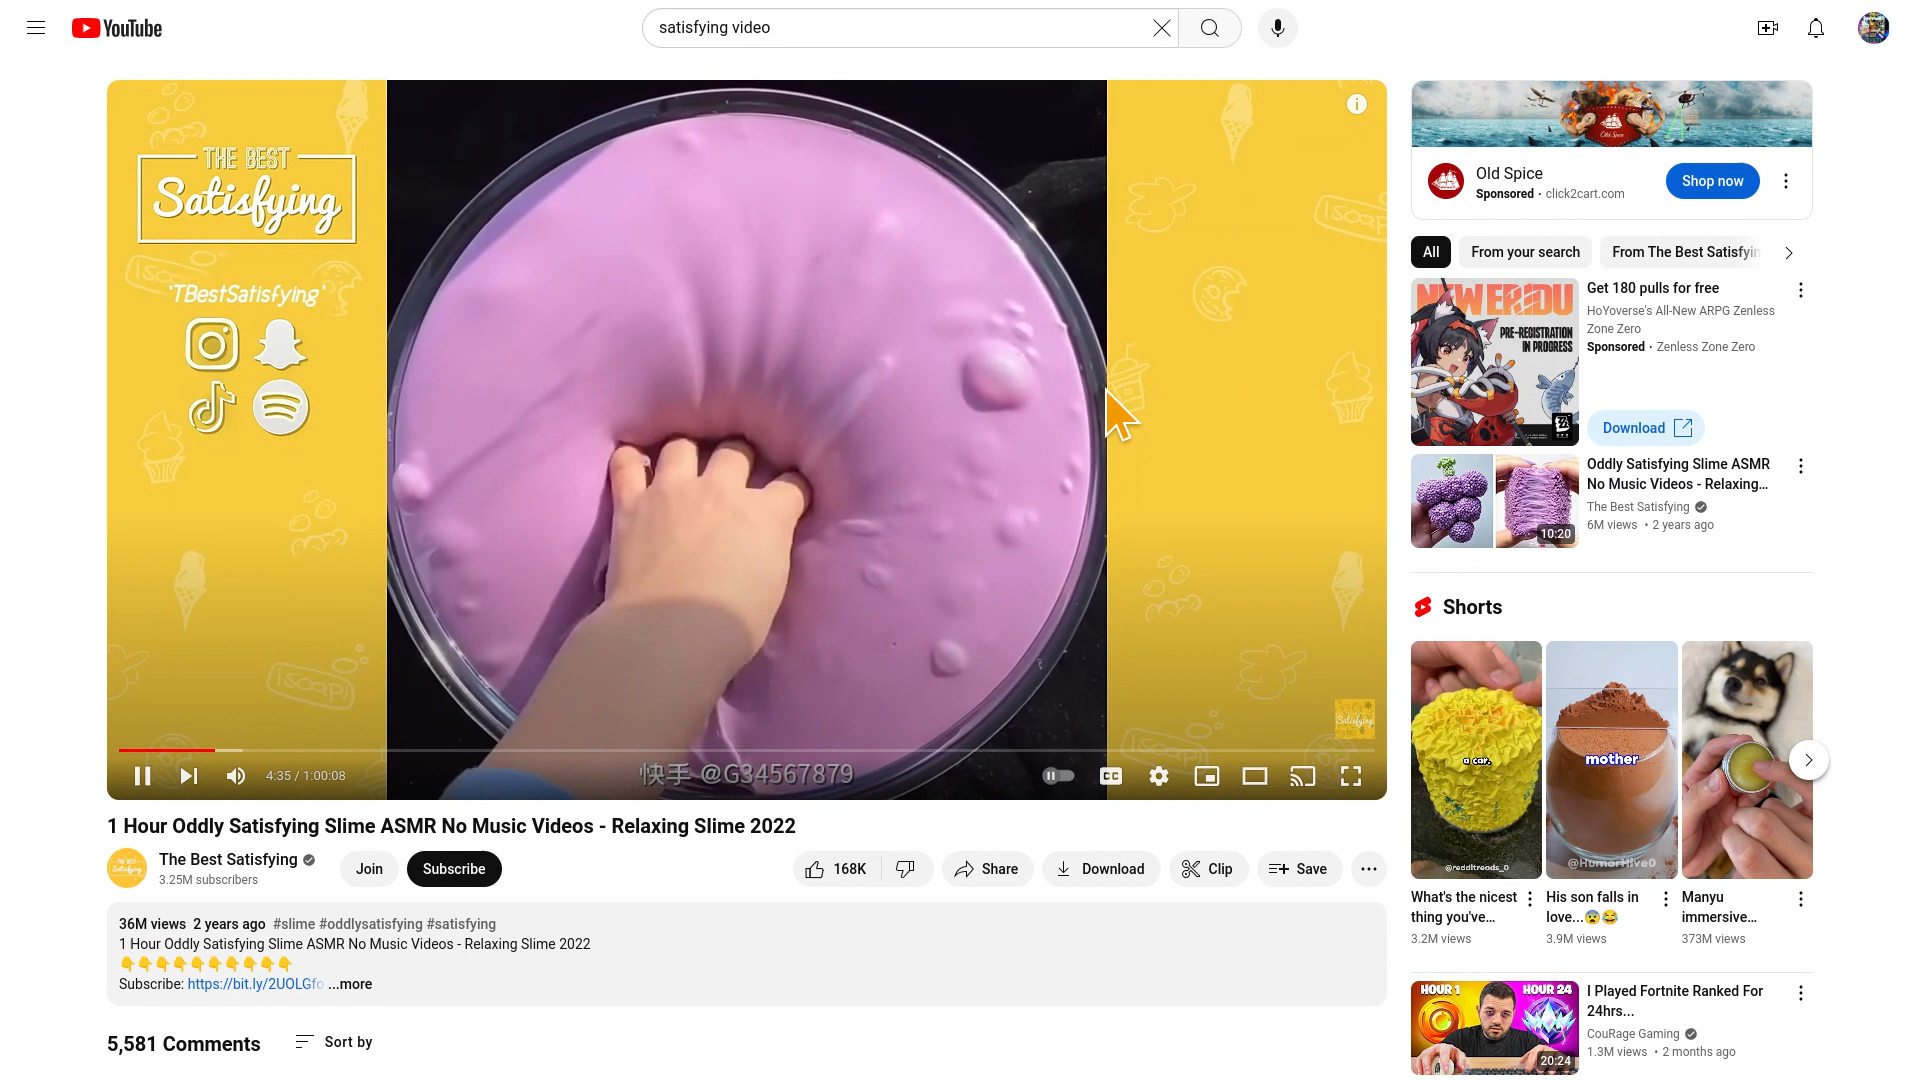 YouTube
satisfying video
THE BEST
Satisfying
'TBestSatisfying'
快手 @G34567879
4:35 / 1:00:08
CC
1 Hour Oddly Satisfying Slime ASMR No Music Videos - Relaxing Slime 2022
The Best Satisfying
3.25M subscribers
Join
Subscribe
168K
Share
Download
Clip
Save
36M views 2 years ago #slime #oddlysatisfying #satisfying
1 Hour Oddly Satisfying Slime ASMR No Music Videos - Relaxing Slime 2022
👇👇👇👇👇👇👇👇👇👇
Subscribe: https://bit.ly/2UOLGfo ...more
5,581 Comments
Sort by
Old Spice
Old Spice
Sponsored · click2cart.com
Shop now
All
From your search
From The Best Satisfyin
NEW ERIDU
PRE-REGISTRATION
IN PROGRESS
Get 180 pulls for free
HoYoverse's All-New ARPG Zenless
Zone Zero
Sponsored · Zenless Zone Zero
Download
10:20
Oddly Satisfying Slime ASMR
No Music Videos - Relaxing...
The Best Satisfying
6M views • 2 years ago
Shorts
a car.
@redditreads_0
mother
@HumorHive0
What's the nicest
thing you've...
3.2M views
His son falls in
love...😰😂
3.9M views
Manyu
immersive...
373M views
HOUR 1
HOUR 24
20:24
I Played Fortnite Ranked For
24hrs...
CouRage Gaming
1.3M views • 2 months ago